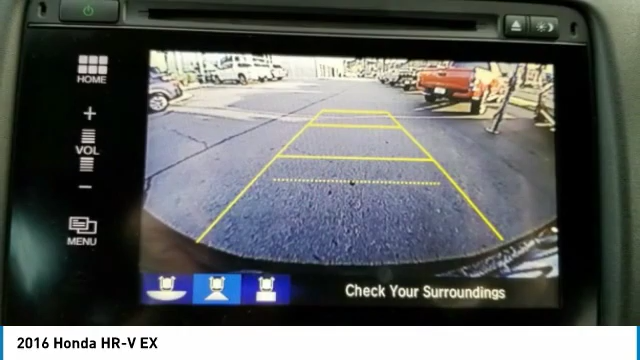 HOME
+
VOL
−
MENU
Check Your Surroundings
2016 Honda HR-V EX